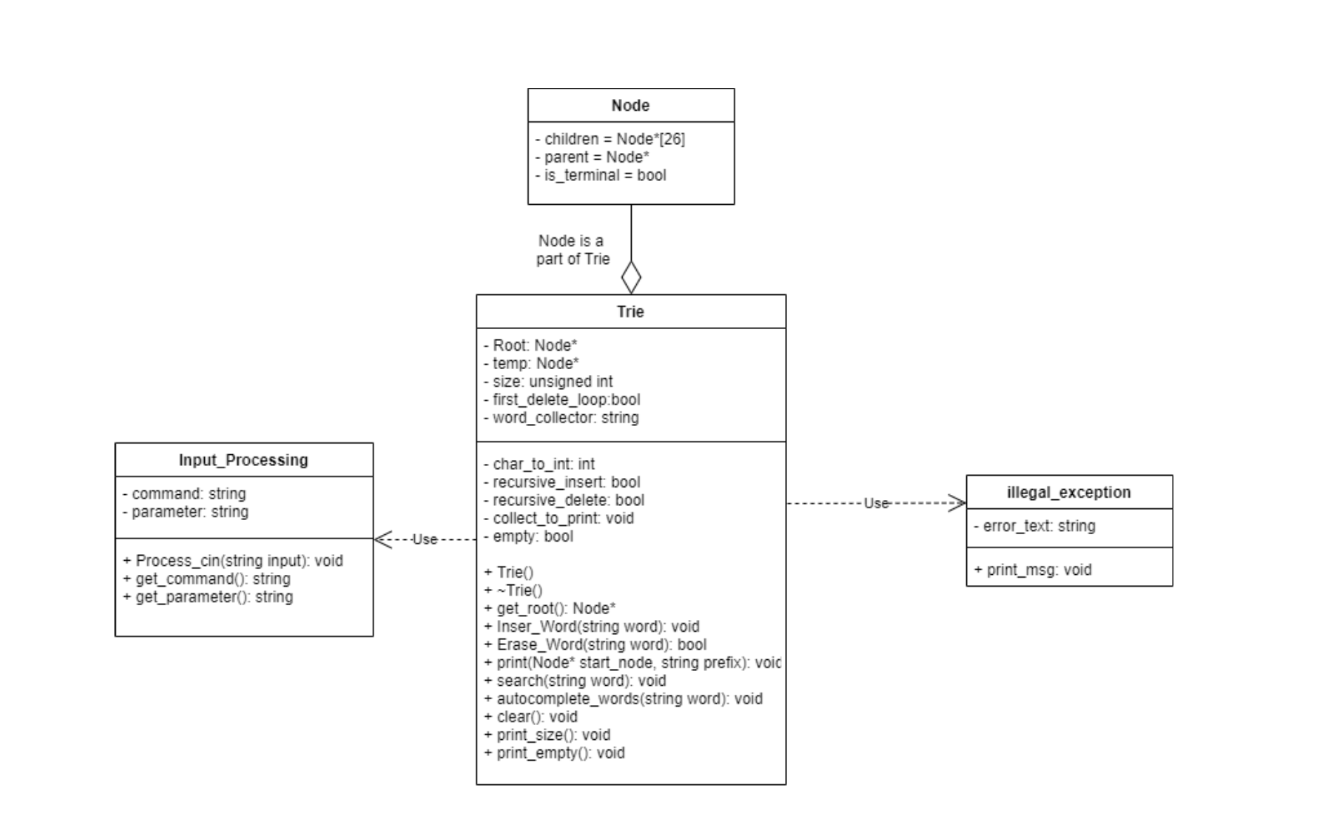 Node
- children = Node*[26]
- parent = Node*
- is_terminal = bool
Node is a
part of Trie
Trie
- Root: Node*
- temp: Node*
- size: unsigned int
- first_delete_loop:bool
- word_collector: string
- char_to_int: int
- recursive_insert: bool
- recursive_delete: bool
- collect_to_print: void
- empty: bool
+ Trie()
+ ~Trie()
+ get_root(): Node*
+ Inser_Word(string word): void
+ Erase_Word(string word): bool
+ print(Node* start_node, string prefix): void
+ search(string word): void
+ autocomplete_words(string word): void
+ clear(): void
+ print_size(): void
+ print_empty(): void
Input_Processing
- command: string
- parameter: string
+ Process_cin(string input): void
+ get_command(): string
+ get_parameter(): string
Use
Use
illegal_exception
- error_text: string
+ print_msg: void